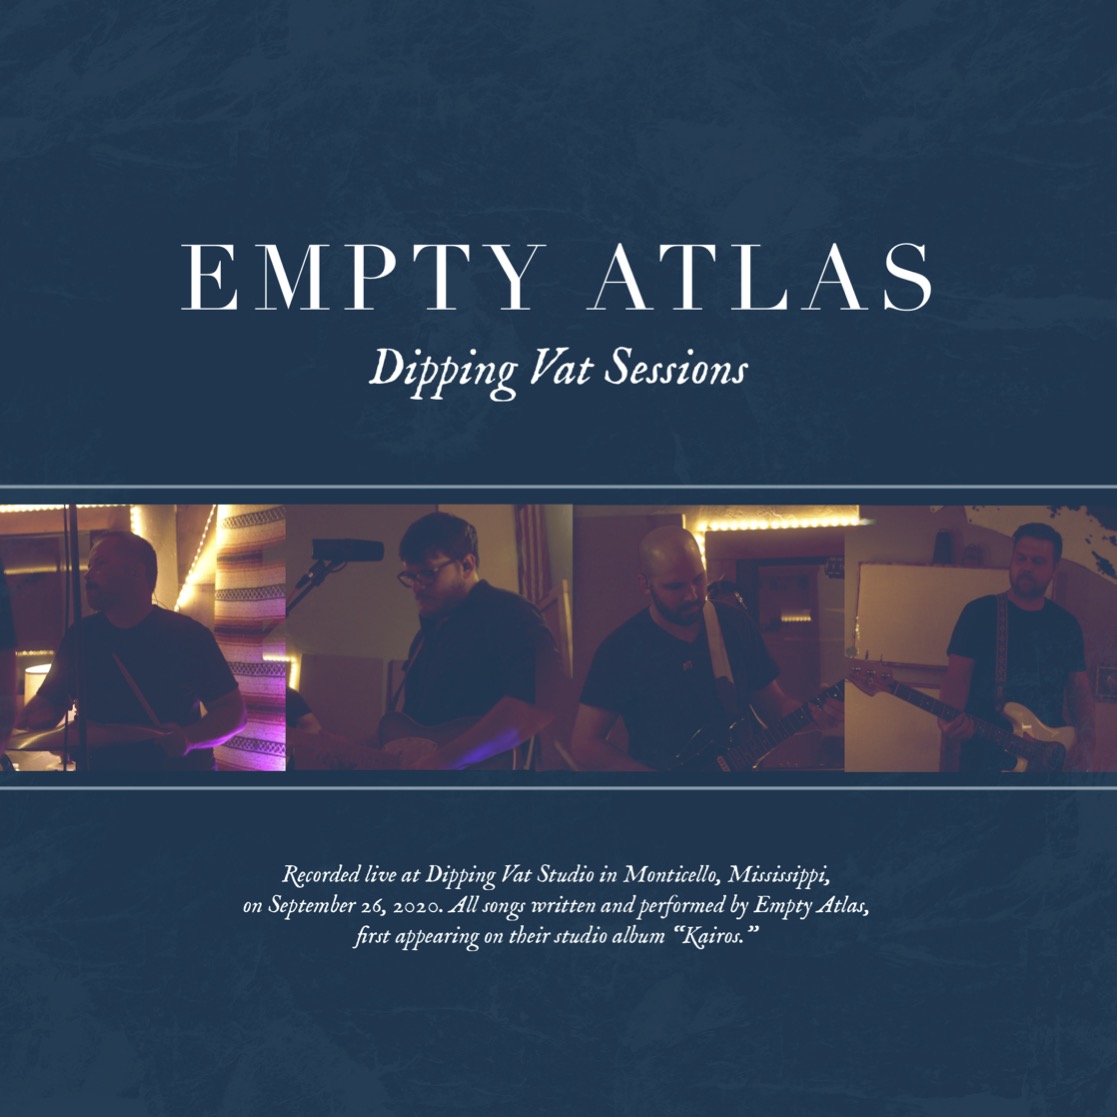 EMPTY ATLAS
Dipping Vat Sessions
Recorded live at Dipping Vat Studio in Monticello, Mississippi,
on September 26, 2020. All songs written and performed by Empty Atlas,
first appearing on their studio album “Kairos.”